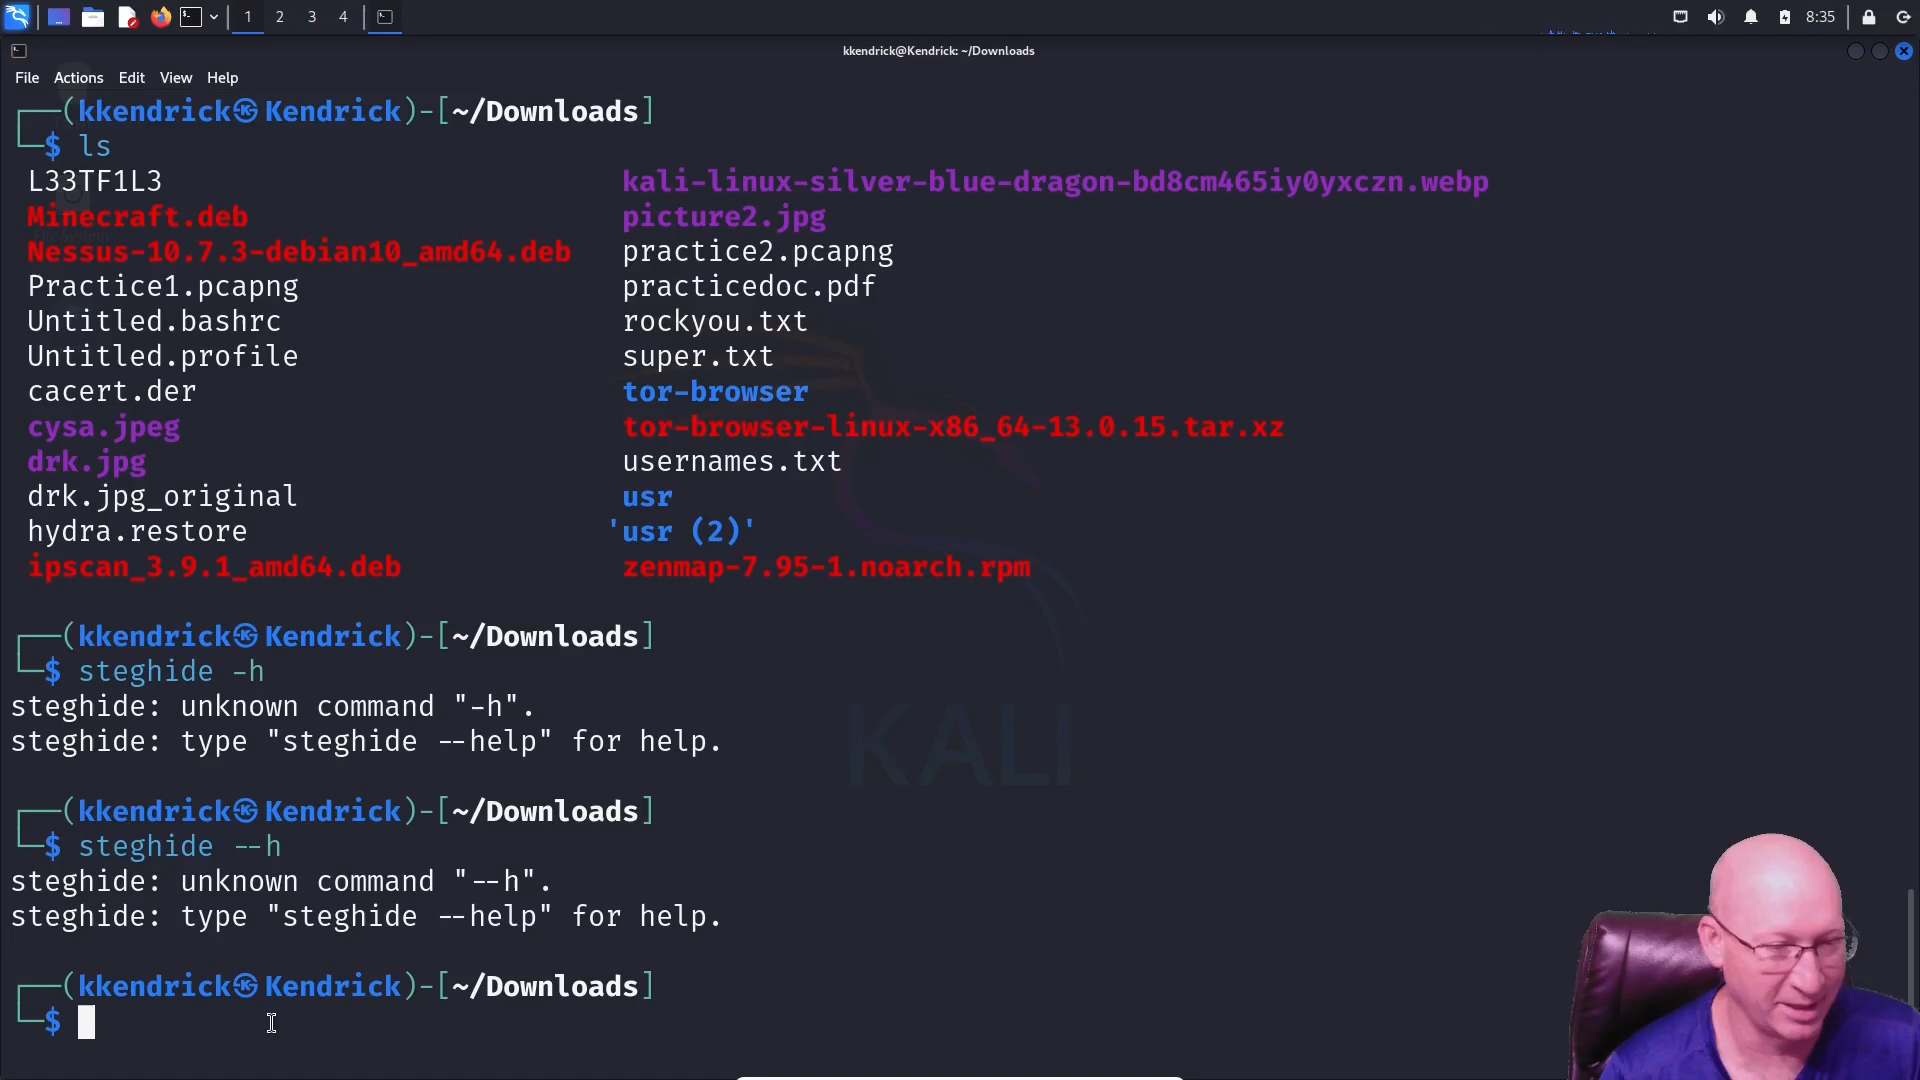 1 2 3 4 8:35
kkendrick@Kendrick: ~/Downloads
File Actions Edit View Help
┌──(kkendrick㉿Kendrick)-[~/Downloads]
└─$ ls
L33TF1L3 kali-linux-silver-blue-dragon-bd8cm465iy0yxczn.webp
Minecraft.deb picture2.jpg
File System
Nessus-10.7.3-debian10_amd64.deb practice2.pcapng
Practice1.pcapng practicedoc.pdf
Untitled.bashrc rockyou.txt
Untitled.profile super.txt
cacert.der tor-browser
cysa.jpeg tor-browser-linux-x86_64-13.0.15.tar.xz
drk.jpg usernames.txt
drk.jpg_original usr
hydra.restore 'usr (2)'
ipscan_3.9.1_amd64.deb zenmap-7.95-1.noarch.rpm
┌──(kkendrick㉿Kendrick)-[~/Downloads]
└─$ steghide -h
steghide: unknown command "-h".
steghide: type "steghide --help" for help.
KALI
┌──(kkendrick㉿Kendrick)-[~/Downloads]
└─$ steghide --h
steghide: unknown command "--h".
steghide: type "steghide --help" for help.
┌──(kkendrick㉿Kendrick)-[~/Downloads]
└─$